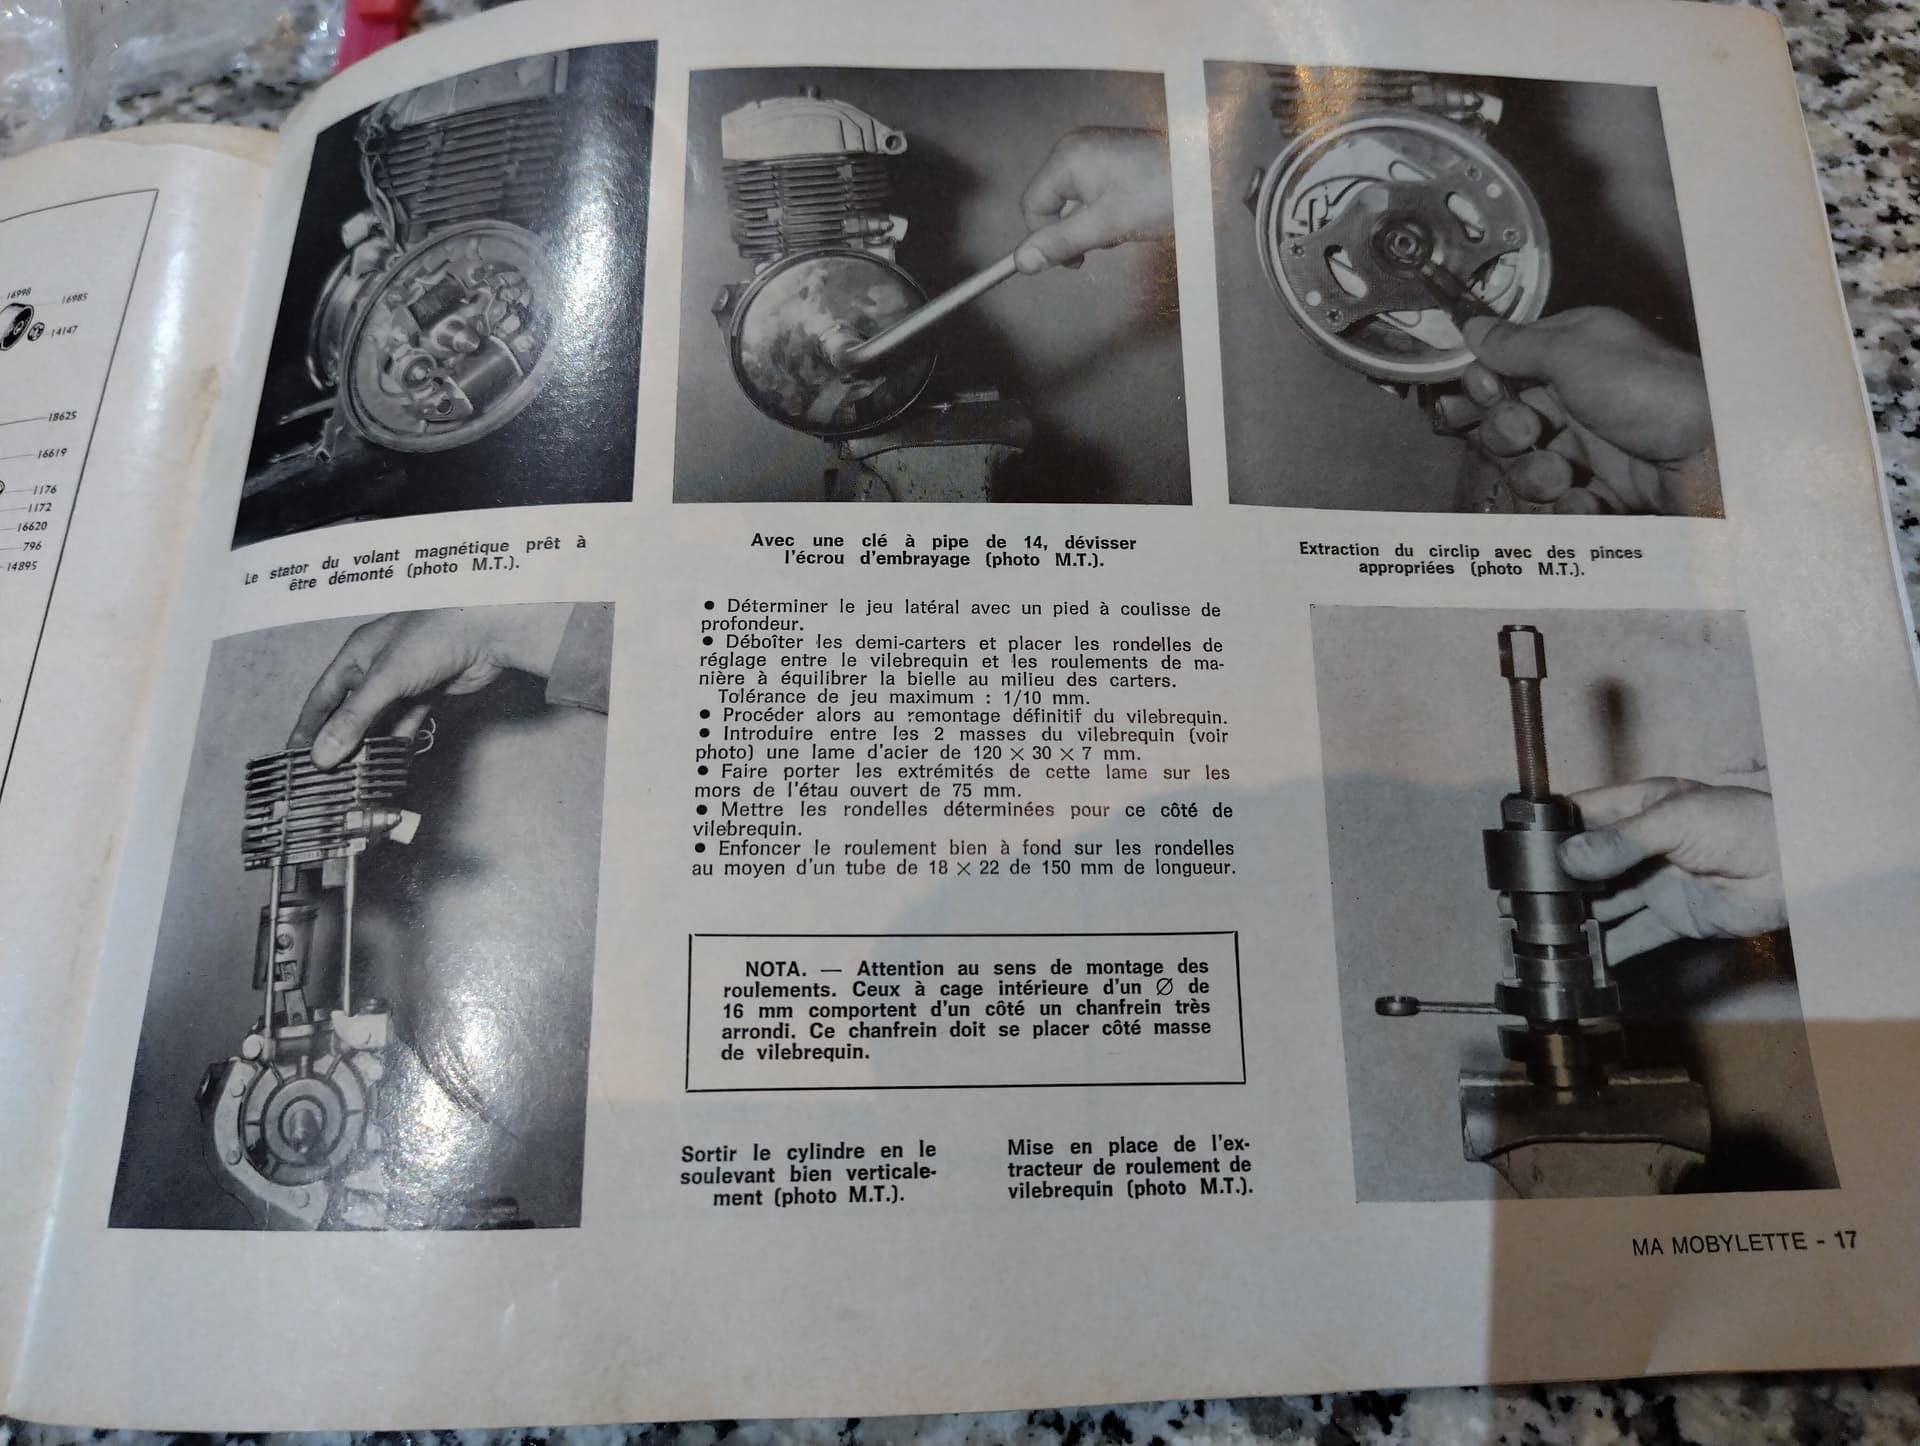 16998
16985
14147
18625
16619
1176
1172
16620
796
14895
Le stator du volant magnétique prêt à
être démonté (photo M.T.).
Avec une clé à pipe de 14, dévisser
l'écrou d'embrayage (photo M.T.).
Extraction du circlip avec des pinces
appropriées (photo M.T.).
● Déterminer le jeu latéral avec un pied à coulisse de
profondeur.
● Déboîter les demi-carters et placer les rondelles de
réglage entre le vilebrequin et les roulements de ma-
nière à équilibrer la bielle au milieu des carters.
Tolérance de jeu maximum : 1/10 mm.
● Procéder alors au remontage définitif du vilebrequin.
● Introduire entre les 2 masses du vilebrequin (voir
photo) une lame d'acier de 120 × 30 × 7 mm.
● Faire porter les extrémités de cette lame sur les
mors de l'étau ouvert de 75 mm.
● Mettre les rondelles déterminées pour ce côté de
vilebrequin.
● Enfoncer le roulement bien à fond sur les rondelles
au moyen d'un tube de 18 × 22 de 150 mm de longueur.
NOTA. — Attention au sens de montage des
roulements. Ceux à cage intérieure d'un Ø de
16 mm comportent d'un côté un chanfrein très
arrondi. Ce chanfrein doit se placer côté masse
de vilebrequin.
Sortir le cylindre en le
soulevant bien verticale-
ment (photo M.T.).
Mise en place de l'ex-
tracteur de roulement de
vilebrequin (photo M.T.).
MA MOBYLETTE - 17